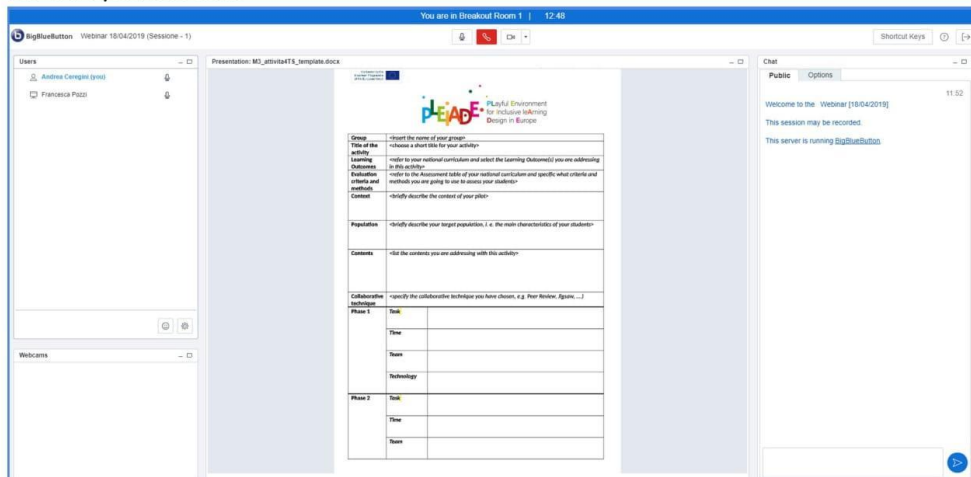 You are in Breakout Room 1 | 12:48
BigBlueButton Webinar 18/04/2019 (Sessione - 1)
Shortcut Keys
Users
Andrea Ceregini (you)
Francesca Pozzi
Webcams
Presentation: M3_attivita4TS_template.docx
PLEIADE
PLayful Environment
for Inclusive leArning
Design in Europe
Group <insert the name of your group>
Title of the <choose a short title for your activity>
activity
Learning <refer to your national curriculum and select the Learning Outcome(s) you are addressing
Outcomes in this activity>
Evaluation <refer to the Assessment table of your national curriculum and specific what criteria and
criteria and methods you are going to use to assess your students>
methods
Context <briefly describe the context of your pilot>
Population <briefly describe your target population, i. e. the main characteristics of your students>
Contents <list the contents you are addressing with this activity>
Collaborative <specify the collaborative technique you have chosen, e.g. Peer Review, Jigsaw, ....>
technique
Phase 1 Task
Time
Team
Technology
Phase 2 Task
Time
Team
Chat
Public Options
11:52
Welcome to the Webinar [18/04/2019]
This session may be recorded.
This server is running BigBlueButton.